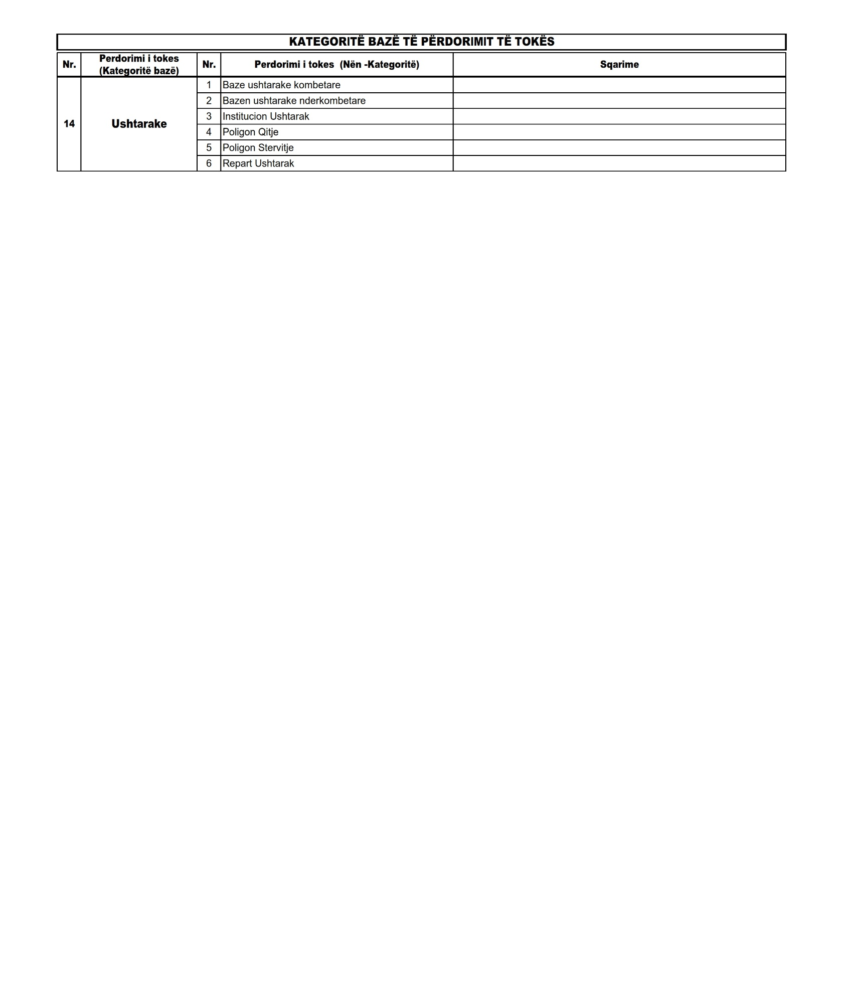 KATEGORITË BAZË TË PËRDORIMIT TË TOKËS
Nr. Perdorimi i tokes (Kategoritë bazë) Nr. Perdorimi i tokes (Nën -Kategoritë) Sqarime
14 Ushtarake
1 Baze ushtarake kombetare
2 Bazen ushtarake nderkombetare
3 Institucion Ushtarak
4 Poligon Qitje
5 Poligon Stervitje
6 Repart Ushtarak